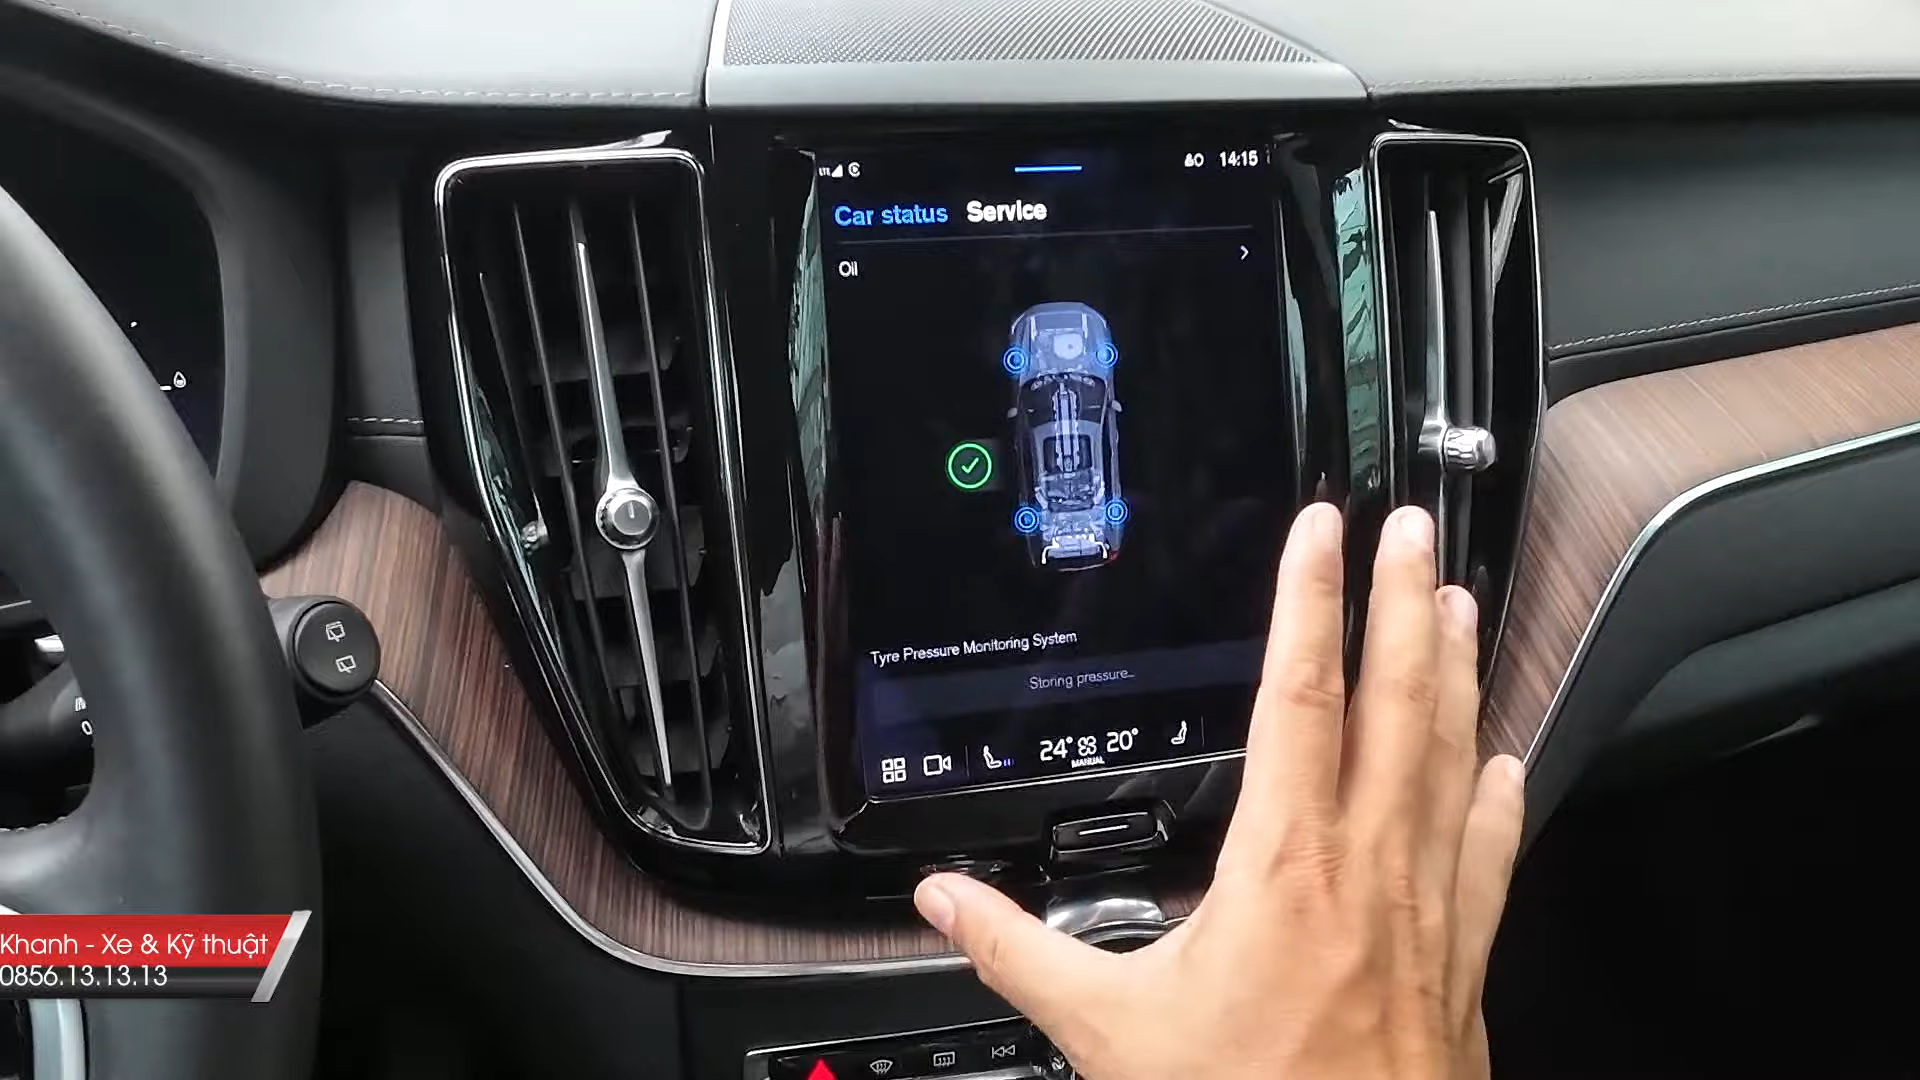 LTE
14:15
Car status Service
Oil
Tyre Pressure Monitoring System
Storing pressure...
24° 20°
MANUAL
Khanh - Xe & Kỹ thuật
0856.13.13.13